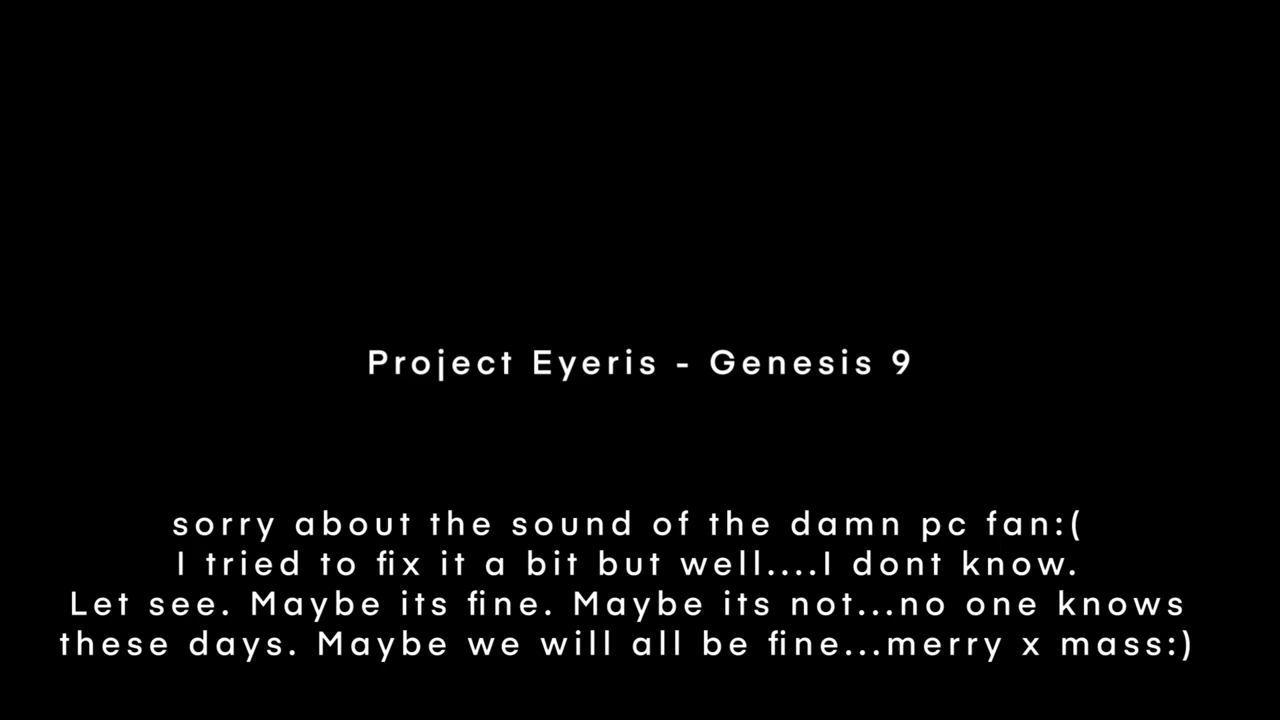 Project Eyeris - Genesis 9
sorry about the sound of the damn pc fan:(
I tried to fix it a bit but well....I dont know.
Let see. Maybe its fine. Maybe its not...no one knows
these days. Maybe we will all be fine...merry x mass:)